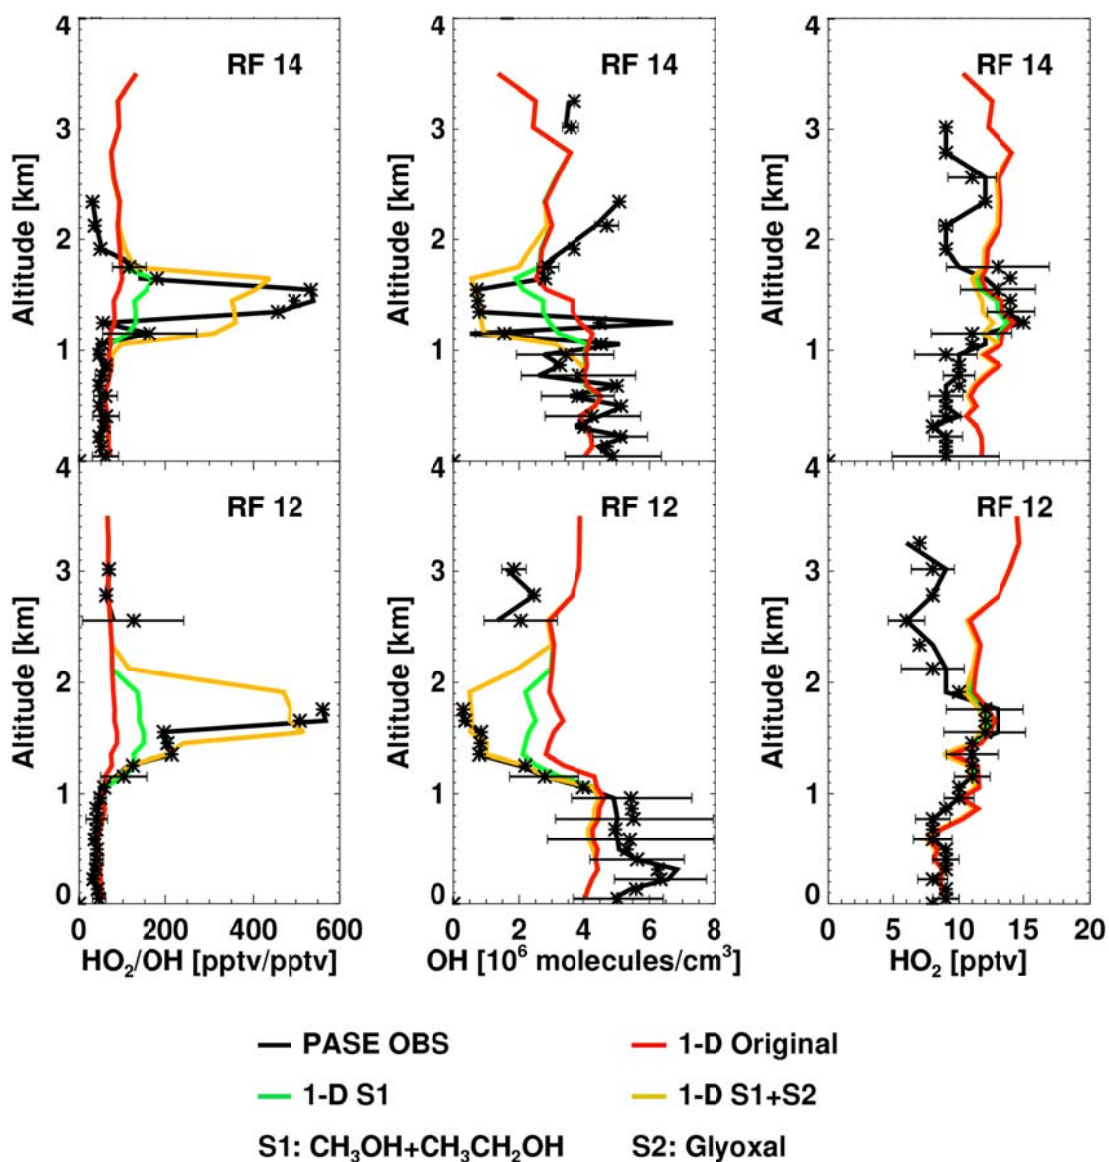 4 4 4
RF 14 RF 14 RF 14
3 3 3
Altitude [km] Altitude [km] Altitude [km]
2 2 2
1 1 1
4 4 4
RF 12 RF 12 RF 12
3 3 3
Altitude [km] Altitude [km] Altitude [km]
2 2 2
1 1 1
0 0 0
0 200 400 600 0 2 4 6 8 0 5 10 15 20
HO₂/OH [pptv/pptv] OH [10⁶ molecules/cm³] HO₂ [pptv]
PASE OBS 1-D Original
1-D S1 1-D S1+S2
S1: CH₃OH+CH₃CH₂OH S2: Glyoxal